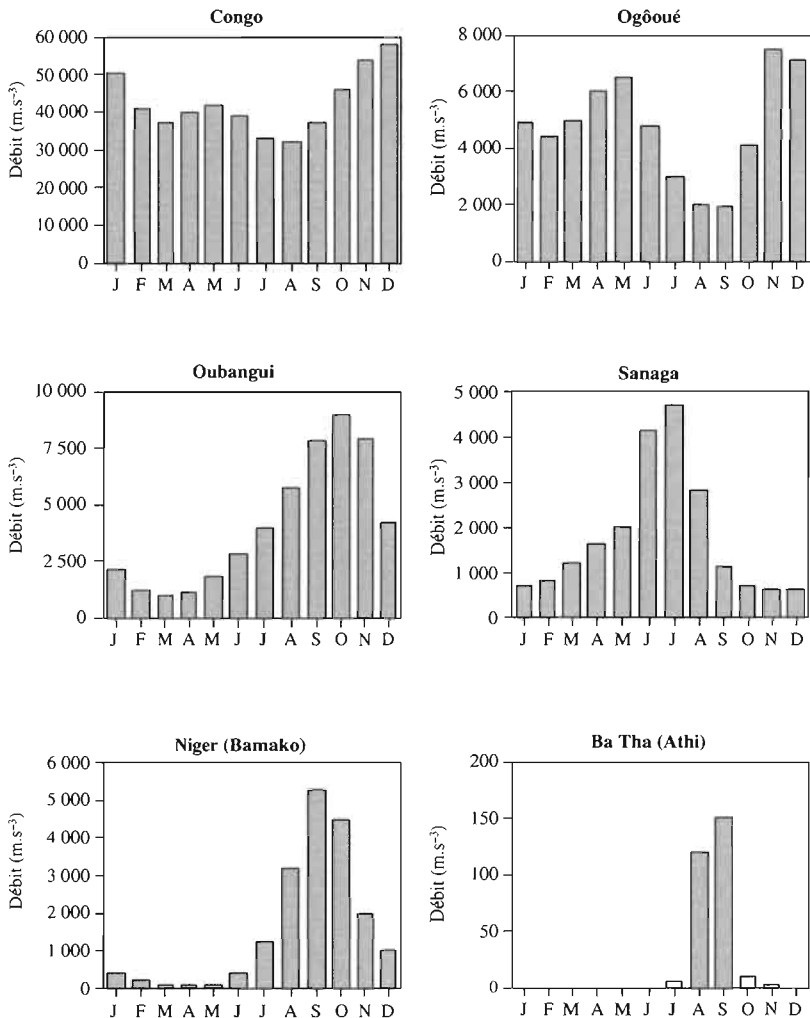 Congo
Débit (m.s⁻³)
60 000
50 000
40 000
30 000
20 000
10 000
0
J F M A M J J A S O N D
Ogôoué
Débit (m.s⁻³)
8 000
6 000
4 000
2 000
0
J F M A M J J A S O N D
Oubangui
Débit (m.s⁻³)
10 000
7 500
5 000
2 500
0
J F M A M J J A S O N D
Sanaga
Débit (m.s⁻³)
5 000
4 000
3 000
2 000
1 000
0
J F M A M J J A S O N D
Niger (Bamako)
Débit (m.s⁻³)
6 000
5 000
4 000
3 000
2 000
1 000
0
J F M A M J J A S O N D
Ba Tha (Athi)
Débit (m.s⁻³)
200
150
100
50
0
J F M A M J J A S O N D